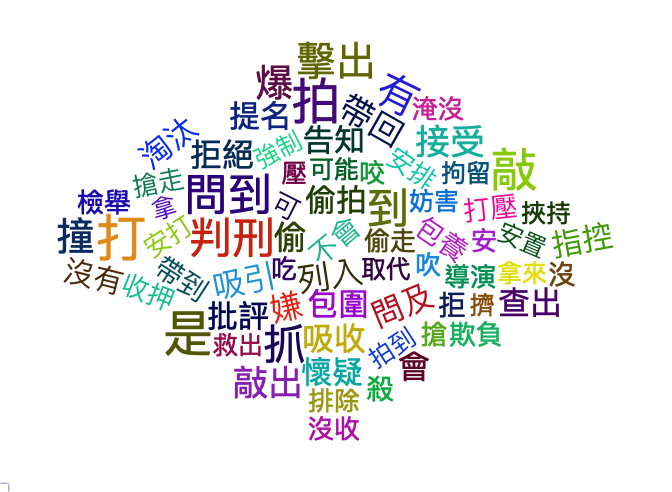 擊出
爆
拍
有
提名
帶回
淹沒
淘汰
拒絕
強制
告知
接受
壓
可能
咬
安排
拘留
敲
搶走
檢舉
拿
問到
可
偷拍
到
妨害
打壓
挾持
撞
打
安打
判刑
偷
不會
偷走
包養
安
安置
指控
沒有
收押
帶到
吸引
吃
列入
取代
吹
導演
拿來
沒
是
批評
嫌
包圍
問及
拒
擠
查出
救出
抓
吸收
拍到
搶
欺負
敲出
懷疑
會
排除
殺
沒收